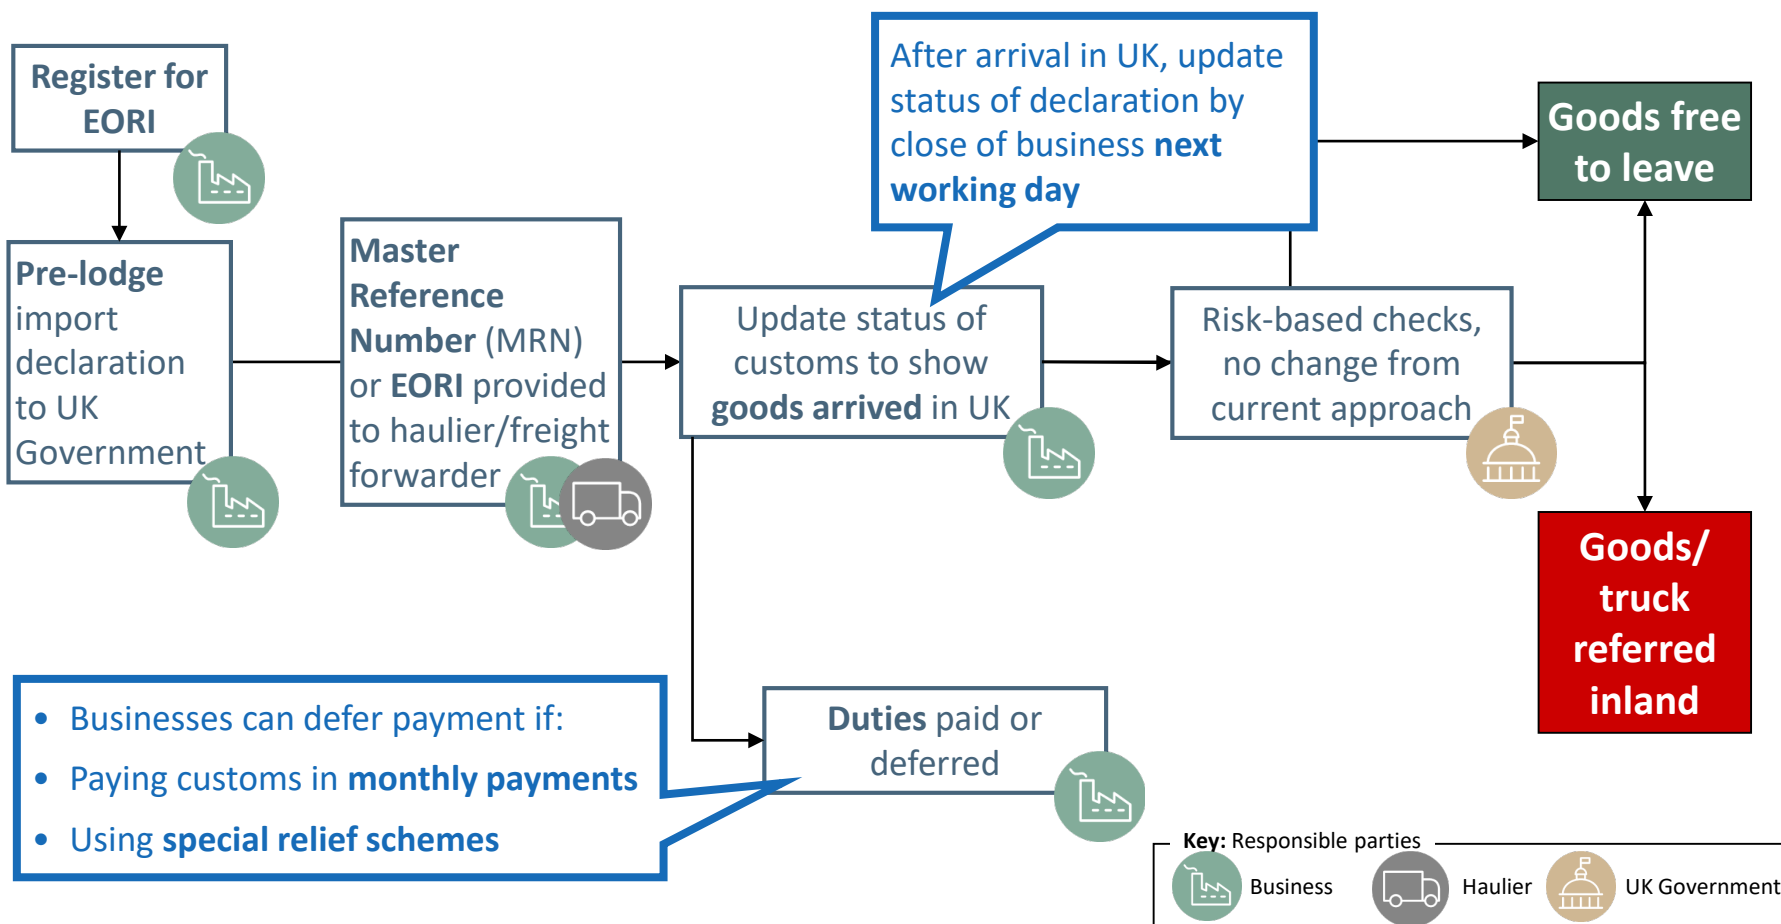 Register for
EORI
Pre-lodge
import
declaration
to UK
Government
Master
Reference
Number (MRN)
or EORI provided
to haulier/freight
forwarder
After arrival in UK, update
status of declaration by
close of business next
working day
Update status of
customs to show
goods arrived in UK
Risk-based checks,
no change from
current approach
Goods free
to leave
Goods/
truck
referred
inland
• Businesses can defer payment if:
• Paying customs in monthly payments
• Using special relief schemes
Duties paid or
deferred
Key: Responsible parties
Business
Haulier
UK Government